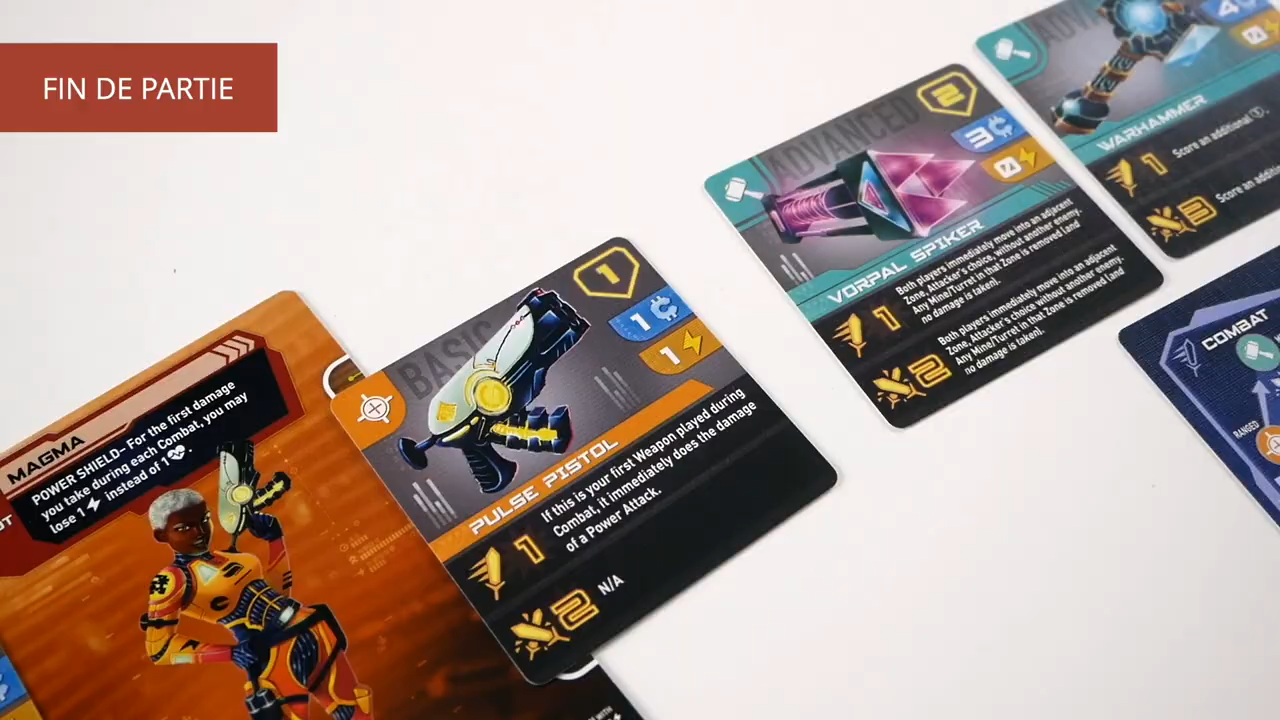 FIN DE PARTIE
MAGMA
POWER SHIELD- For the first damage
you take during each Combat, you may
lose 1 instead of 1
BASIC
1
1
1
PULSE PISTOL
1
If this is your first Weapon played during
Combat, it immediately does the damage
of a Power Attack.
2
N/A
ADVANCED
2
3
0
VORPAL SPIKER
1
Both players immediately move into an adjacent
Zone, Attacker's choice, without another enemy.
Any Mine/Turret in that Zone is removed (and
no damage is taken).
2
Both players immediately move into an adjacent
Zone, Attacker's choice, without another enemy.
Any Mine/Turret in that Zone is removed (and
no damage is taken).
4
WARHAMMER
1
Score an additional 1.
3
Score an
COMBAT
RANGED